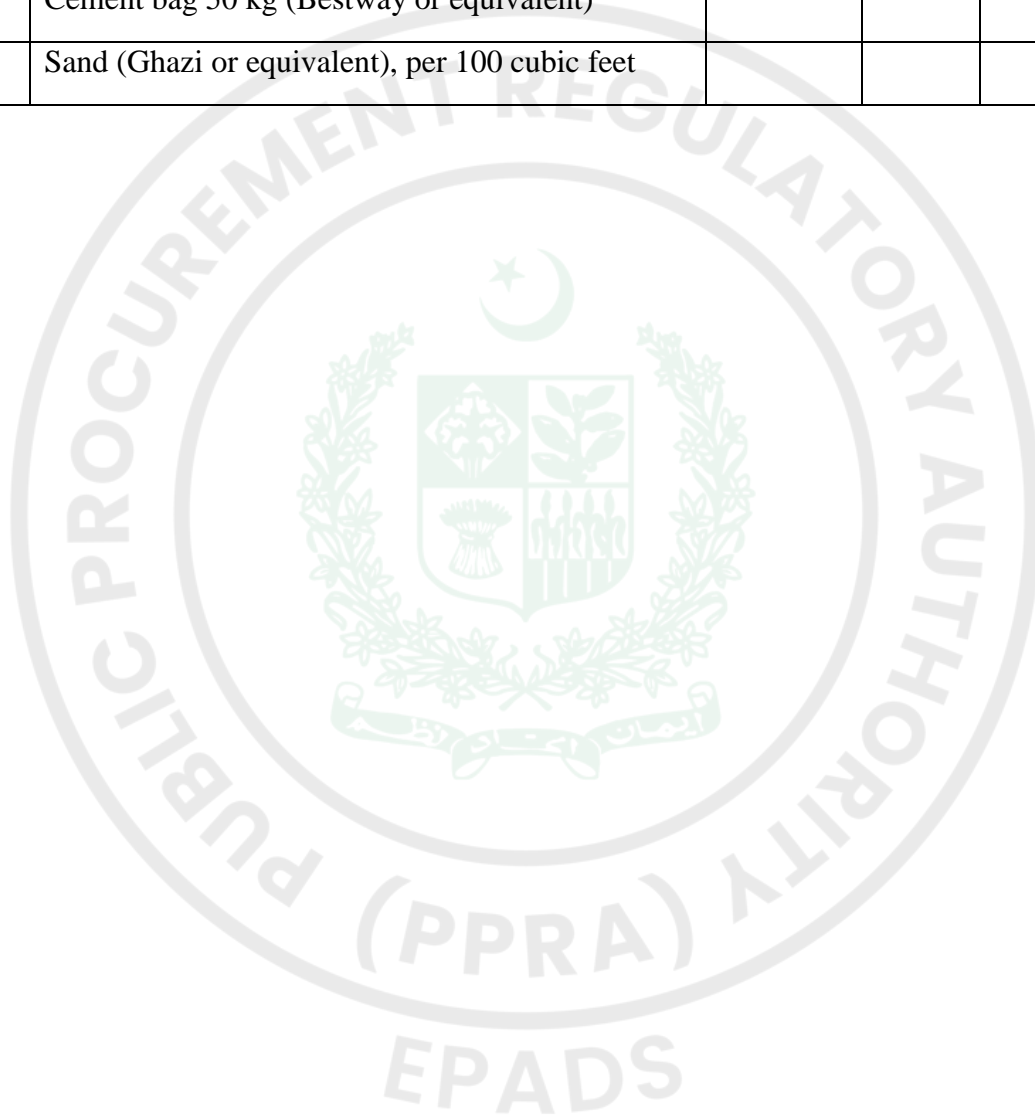 Cement bag 50 kg (Bestway or equivalent)
Sand (Ghazi or equivalent), per 100 cubic feet
PUBLIC PROCUREMENT REGULATORY AUTHORITY
(PPRA)
EPADS